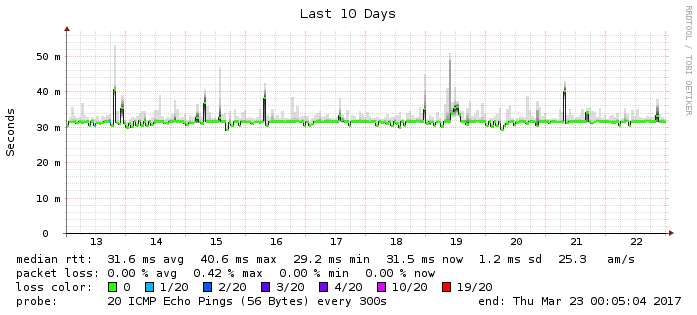 Last 10 Days
RRDTOOL / TOBI OETIKER
Seconds
50 m
40 m
30 m
20 m
10 m
0
13 14 15 16 17 18 19 20 21 22
median rtt: 31.6 ms avg 40.6 ms max 29.2 ms min 31.5 ms now 1.2 ms sd 25.3 am/s
packet loss: 0.00 % avg 0.42 % max 0.00 % min 0.00 % now
loss color: 0 1/20 2/20 3/20 4/20 10/20 19/20
probe: 20 ICMP Echo Pings (56 Bytes) every 300s end: Thu Mar 23 00:05:04 2017